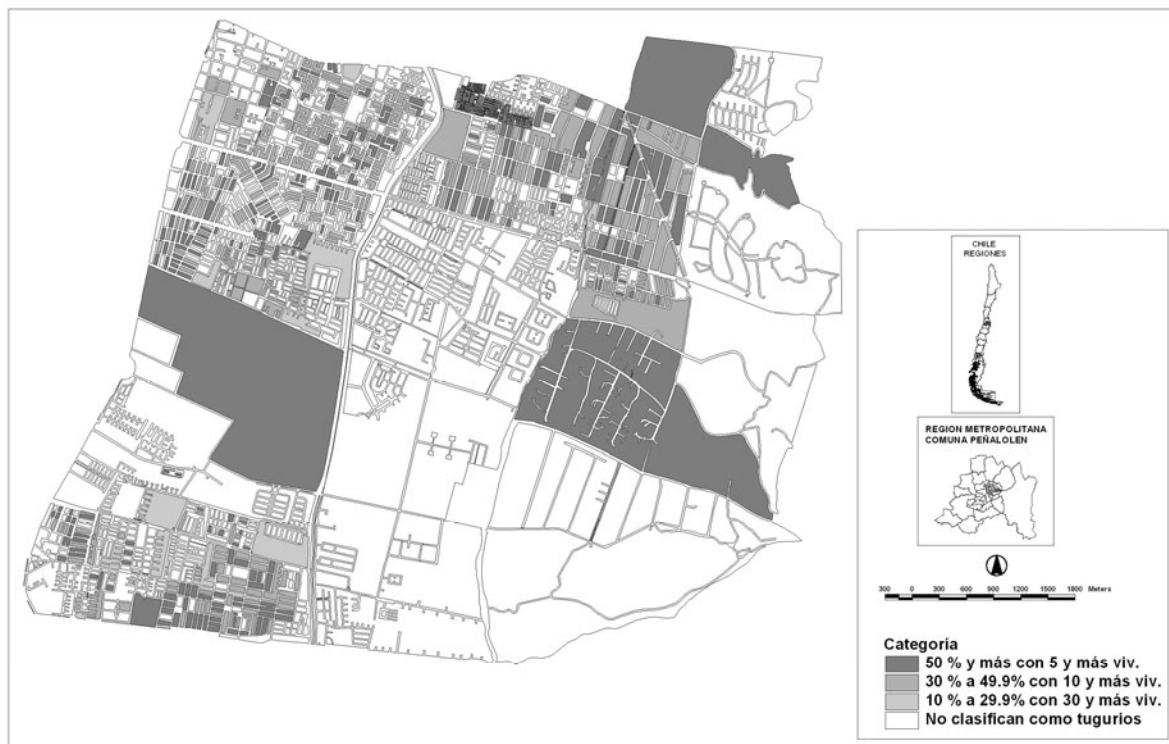 CHILE
REGIONES
REGION METROPOLITANA
COMUNA PEÑALOLEN
300 0 300 600 900 1200 1500 1800 Meters
Categoría
50 % y más con 5 y más viv.
30 % a 49.9% con 10 y más viv.
10 % a 29.9% con 30 y más viv.
No clasifican como tugurios